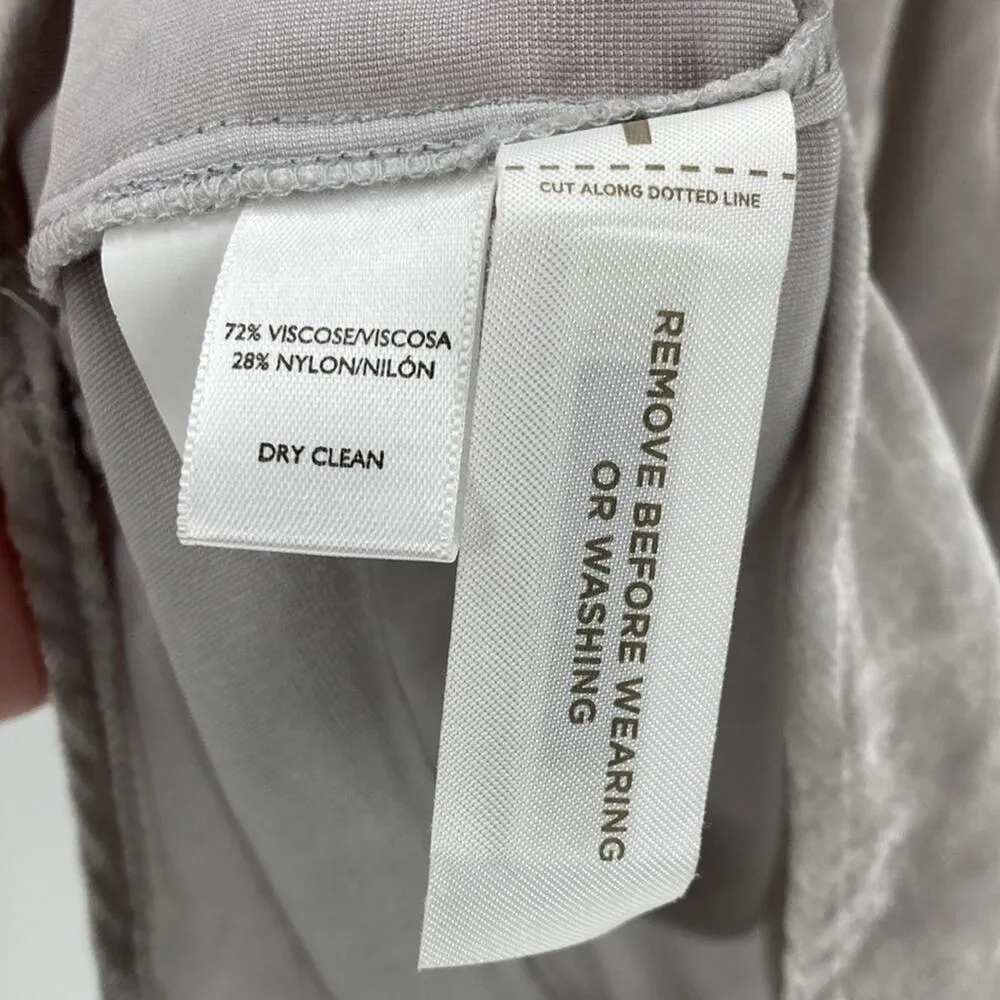 72% VISCOSE/VISCOSA
28% NYLON/NILÓN
DRY CLEAN
CUT ALONG DOTTED LINE
REMOVE BEFORE WEARING
OR WASHING